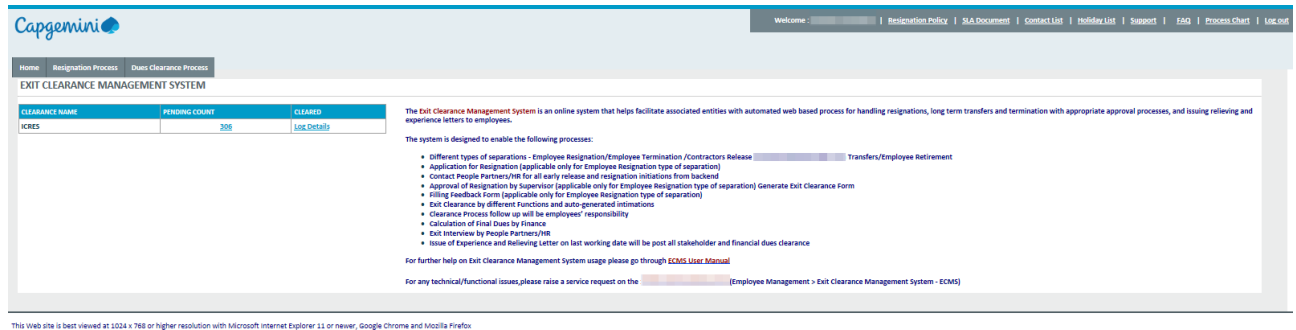 Capgemini
Welcome : | Resignation Policy | SLA Document | Contact List | Holiday List | Support | FAQ | Process Chart | Log out
Home Resignation Process Dues Clearance Process
EXIT CLEARANCE MANAGEMENT SYSTEM
CLEARANCE NAME PENDING COUNT CLEARED
ICRES 306 Log Details
The Exit Clearance Management System is an online system that helps facilitate associated entities with automated web based process for handling resignations, long term transfers and termination with appropriate approval processes, and issuing relieving and
experience letters to employees.
The system is designed to enable the following processes:
• Different types of separations - Employee Resignation/Employee Termination /Contractors Release Transfers/Employee Retirement
• Application for Resignation (applicable only for Employee Resignation type of separation)
• Contact People Partners/HR for all early release and resignation initiations from backend
• Approval of Resignation by Supervisor (applicable only for Employee Resignation type of separation) Generate Exit Clearance Form
• Filling Feedback Form (applicable only for Employee Resignation type of separation)
• Exit Clearance by different Functions and auto-generated intimations
• Clearance Process follow up will be employees' responsibility
• Calculation of Final Dues by Finance
• Exit Interview by People Partners/HR
• Issue of Experience and Relieving Letter on last working date will be post all stakeholder and financial dues clearance
For further help on Exit Clearance Management System usage please go through ECMS User Manual
For any technical/functional issues,please raise a service request on the (Employee Management > Exit Clearance Management System - ECMS)
This Web site is best viewed at 1024 x 768 or higher resolution with Microsoft Internet Explorer 11 or newer, Google Chrome and Mozilla Firefox